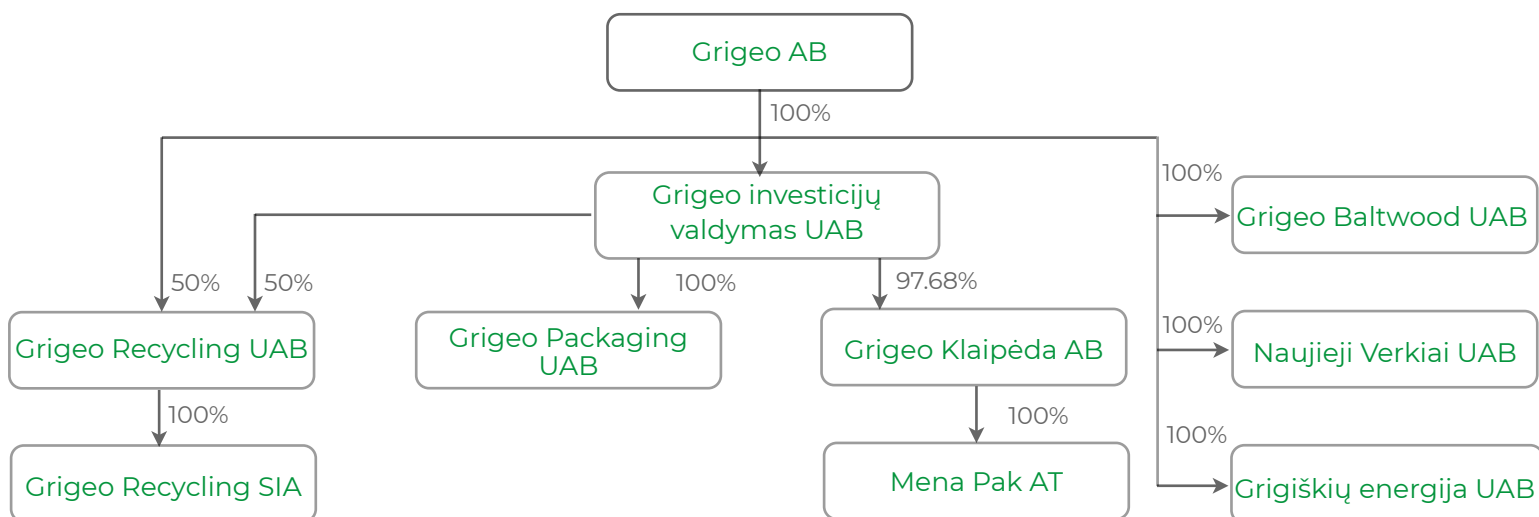 Grigeo AB
100%
Grigeo investicijų
valdymas UAB
100%
Grigeo Baltwood UAB
50%
50%
100%
97.68%
Grigeo Recycling UAB
Grigeo Packaging
UAB
Grigeo Klaipėda AB
100%
Naujieji Verkiai UAB
100%
100%
100%
Grigeo Recycling SIA
Mena Pak AT
Grigiškių energija UAB